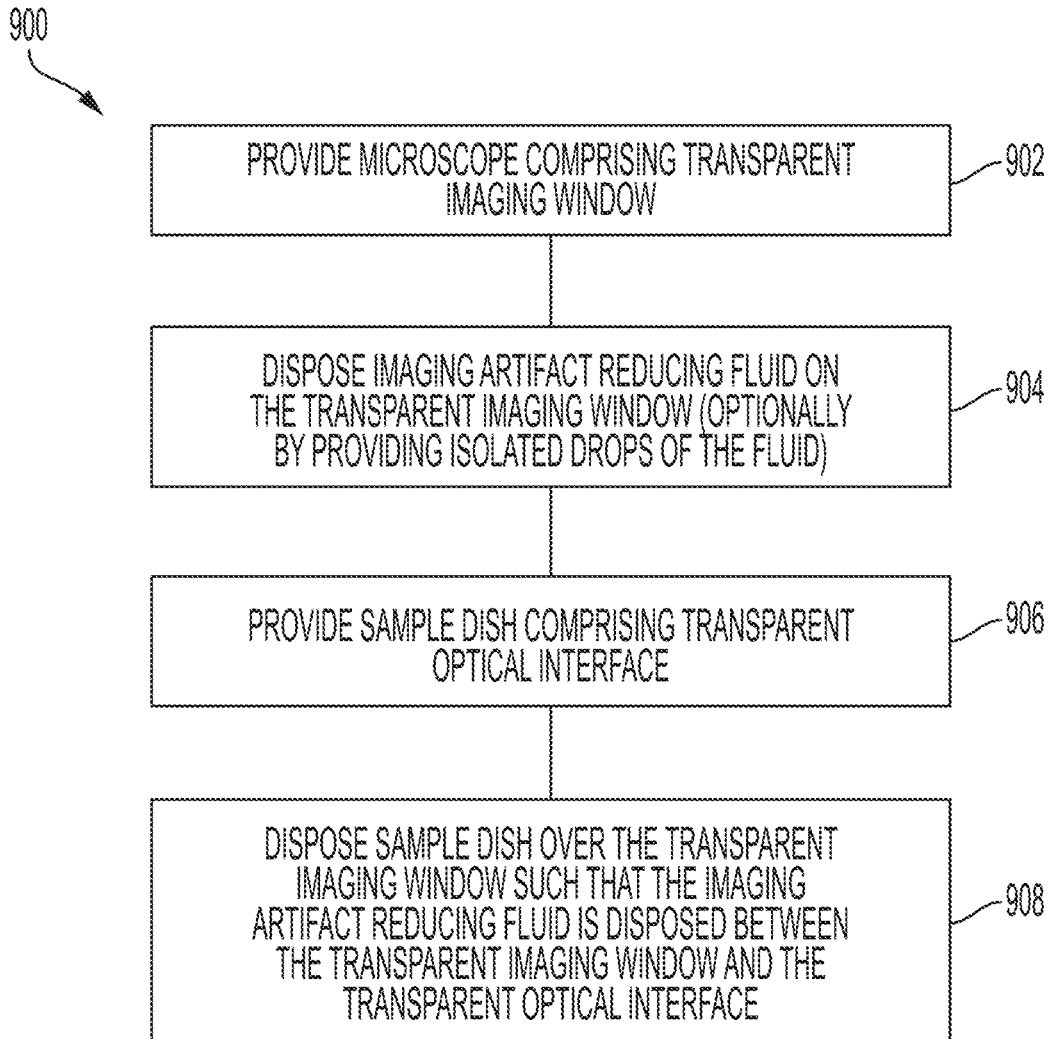 900
PROVIDE MICROSCOPE COMPRISING TRANSPARENT
IMAGING WINDOW
902
DISPOSE IMAGING ARTIFACT REDUCING FLUID ON
THE TRANSPARENT IMAGING WINDOW (OPTIONALLY
BY PROVIDING ISOLATED DROPS OF THE FLUID)
904
PROVIDE SAMPLE DISH COMPRISING TRANSPARENT
OPTICAL INTERFACE
906
DISPOSE SAMPLE DISH OVER THE TRANSPARENT
IMAGING WINDOW SUCH THAT THE IMAGING
ARTIFACT REDUCING FLUID IS DISPOSED BETWEEN
THE TRANSPARENT IMAGING WINDOW AND THE
TRANSPARENT OPTICAL INTERFACE
908